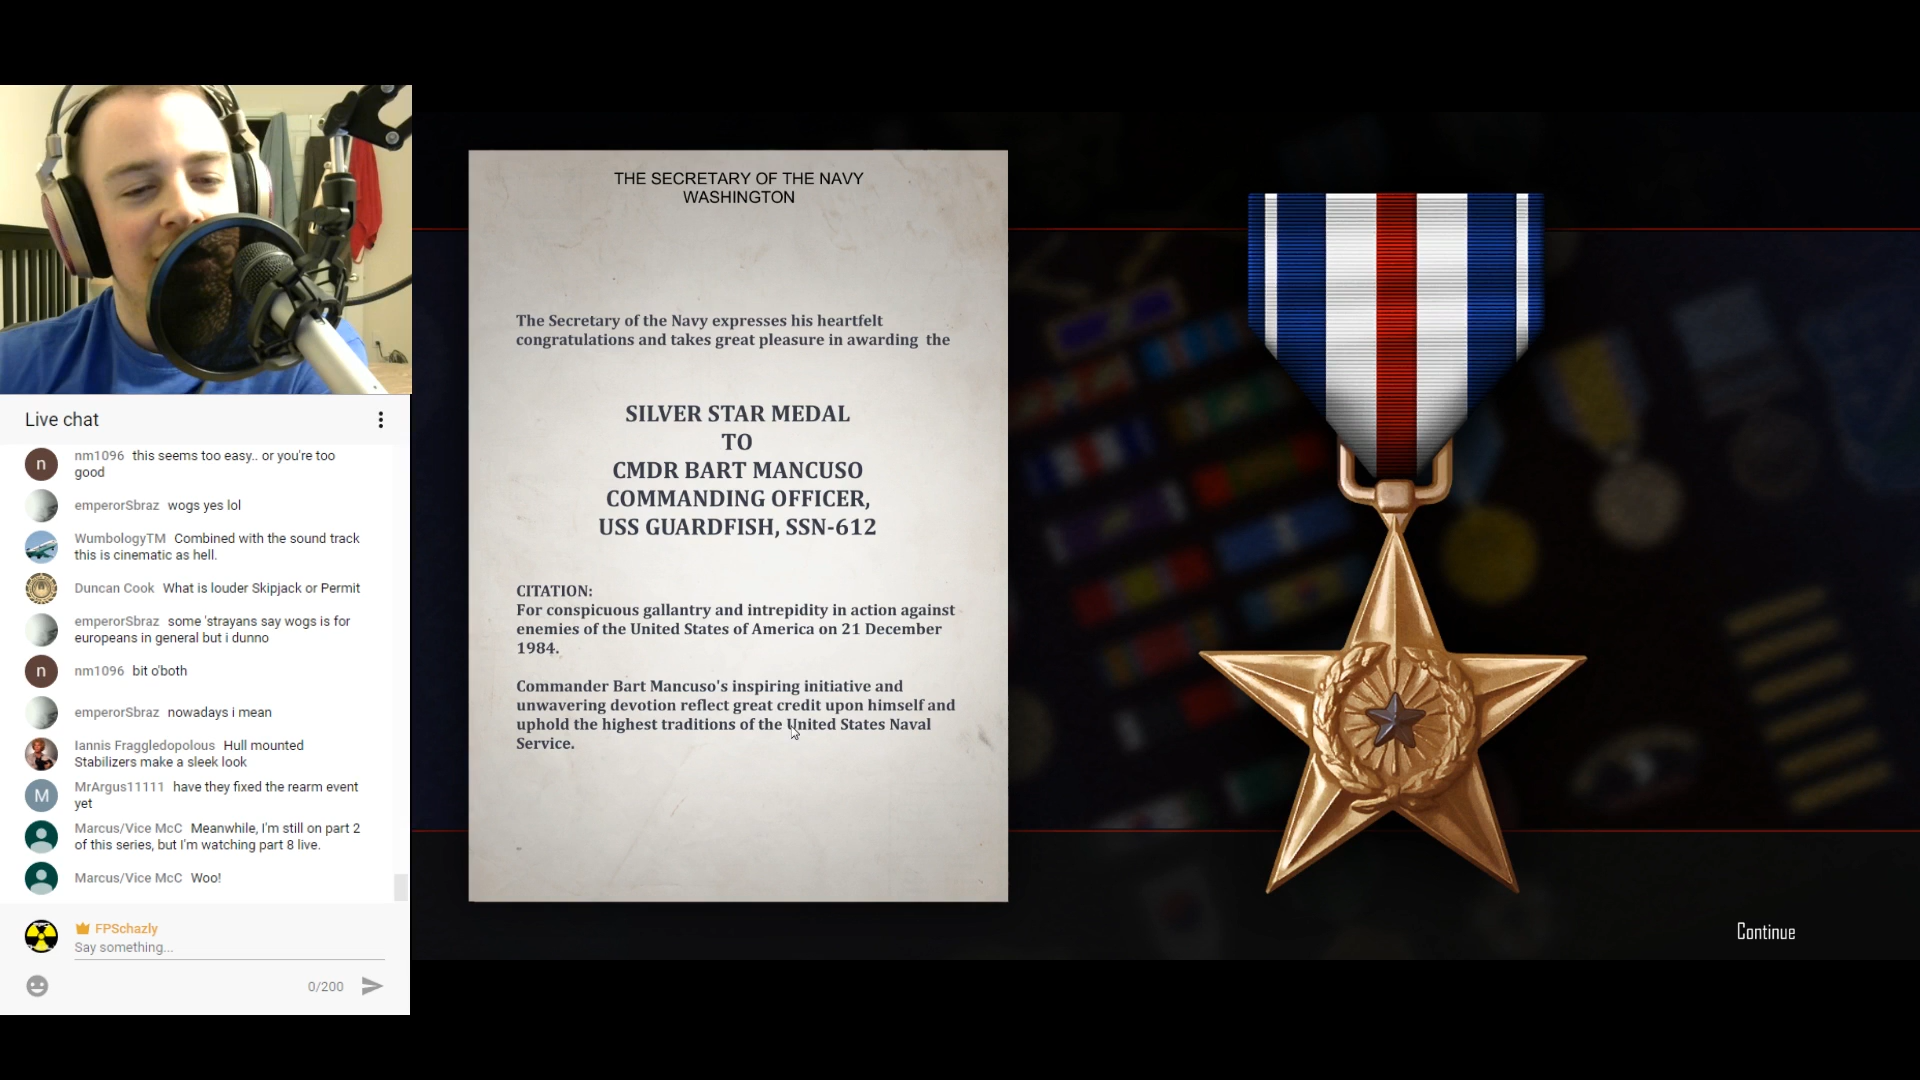 Live chat
nm1096 this seems too easy.. or you're too
good
emperorSbraz wogs yes lol
WumbologyTM Combined with the sound track
this is cinematic as hell.
Duncan Cook What is louder Skipjack or Permit
emperorSbraz some 'strayans say wogs is for
europeans in general but i dunno
n
nm1096 bit o'both
emperorSbraz nowadays i mean
Iannis Fraggledopolous Hull mounted
Stabilizers make a sleek look
M
MrArgus11111 have they fixed the rearm event
yet
Marcus/Vice McC Meanwhile, I'm still on part 2
of this series, but I'm watching part 8 live.
Marcus/Vice McC Woo!
FPSchazly
Say something...
0/200
THE SECRETARY OF THE NAVY
WASHINGTON
The Secretary of the Navy expresses his heartfelt
congratulations and takes great pleasure in awarding the
SILVER STAR MEDAL
TO
CMDR BART MANCUSO
COMMANDING OFFICER,
USS GUARDFISH, SSN-612
CITATION:
For conspicuous gallantry and intrepidity in action against
enemies of the United States of America on 21 December
1984.
Commander Bart Mancuso's inspiring initiative and
unwavering devotion reflect great credit upon himself and
uphold the highest traditions of the United States Naval
Service.
Continue